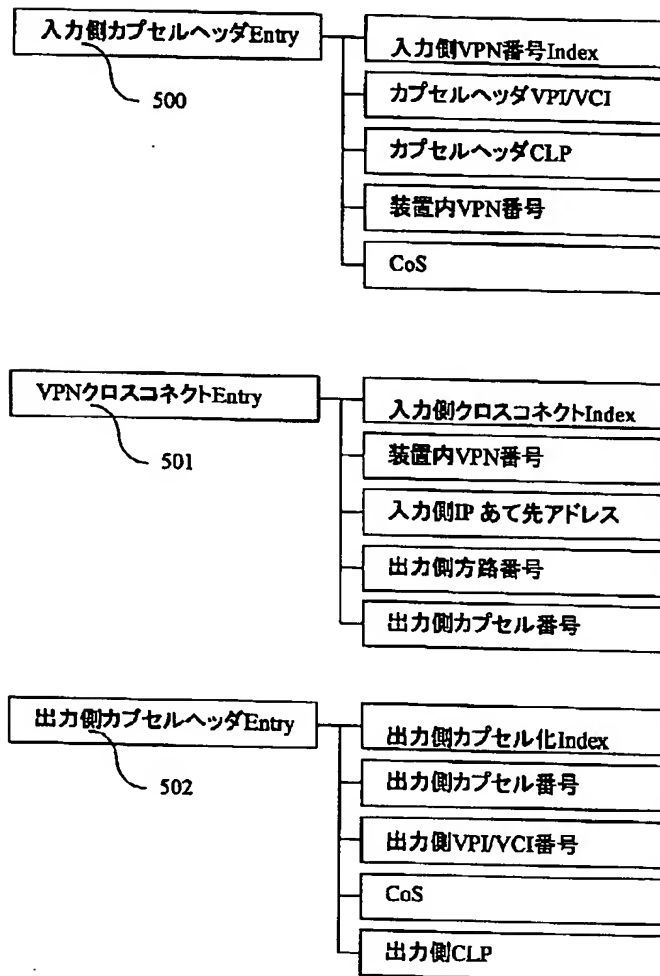 入力側カプセルヘッダEntry
500
入力側VPN番号Index
カプセルヘッダVPI/VCI
カプセルヘッダCLP
装置内VPN番号
CoS
VPNクロスコネクトEntry
501
入力側クロスコネクトIndex
装置内VPN番号
入力側IP あて先アドレス
出力側方路番号
出力側カプセル番号
出力側カプセルヘッダEntry
502
出力側カプセル化Index
出力側カプセル番号
出力側VPI/VCI番号
CoS
出力側CLP